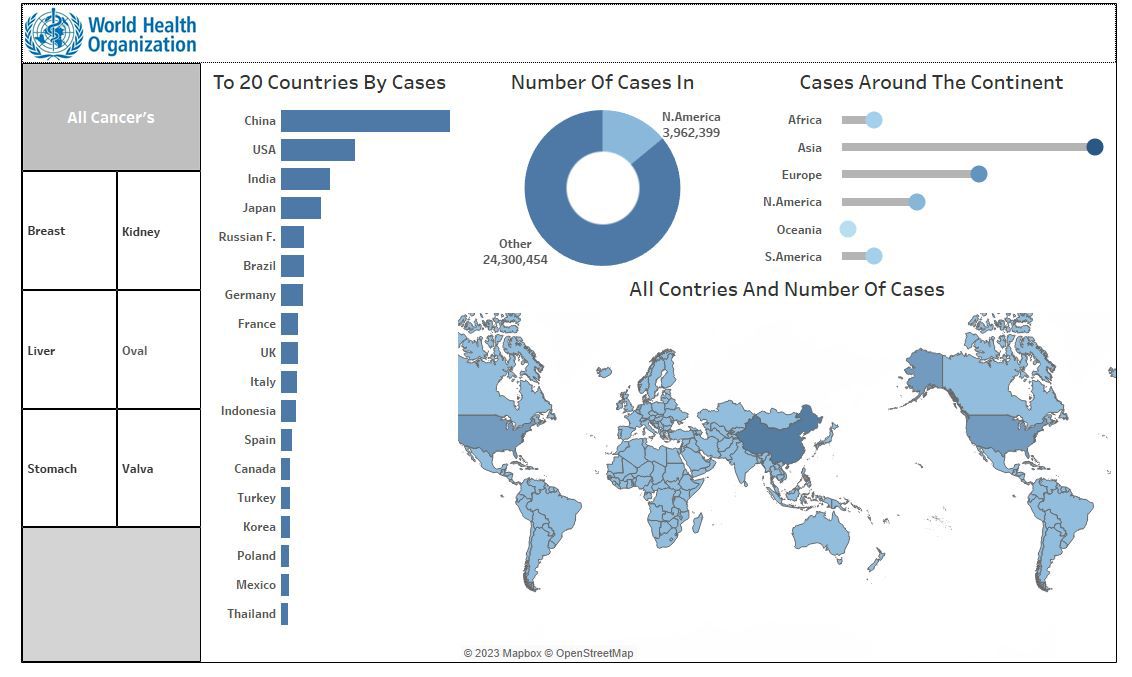 World Health
Organization
All Cancer's
Breast
Kidney
Liver
Oval
Stomach
Valva
To 20 Countries By Cases
China
USA
India
Japan
Russian F.
Brazil
Germany
France
UK
Italy
Indonesia
Spain
Canada
Turkey
Korea
Poland
Mexico
Thailand
Number Of Cases In
N.America
3,962,399
Other
24,300,454
Cases Around The Continent
Africa
Asia
Europe
N.America
Oceania
S.America
All Contries And Number Of Cases
© 2023 Mapbox © OpenStreetMap